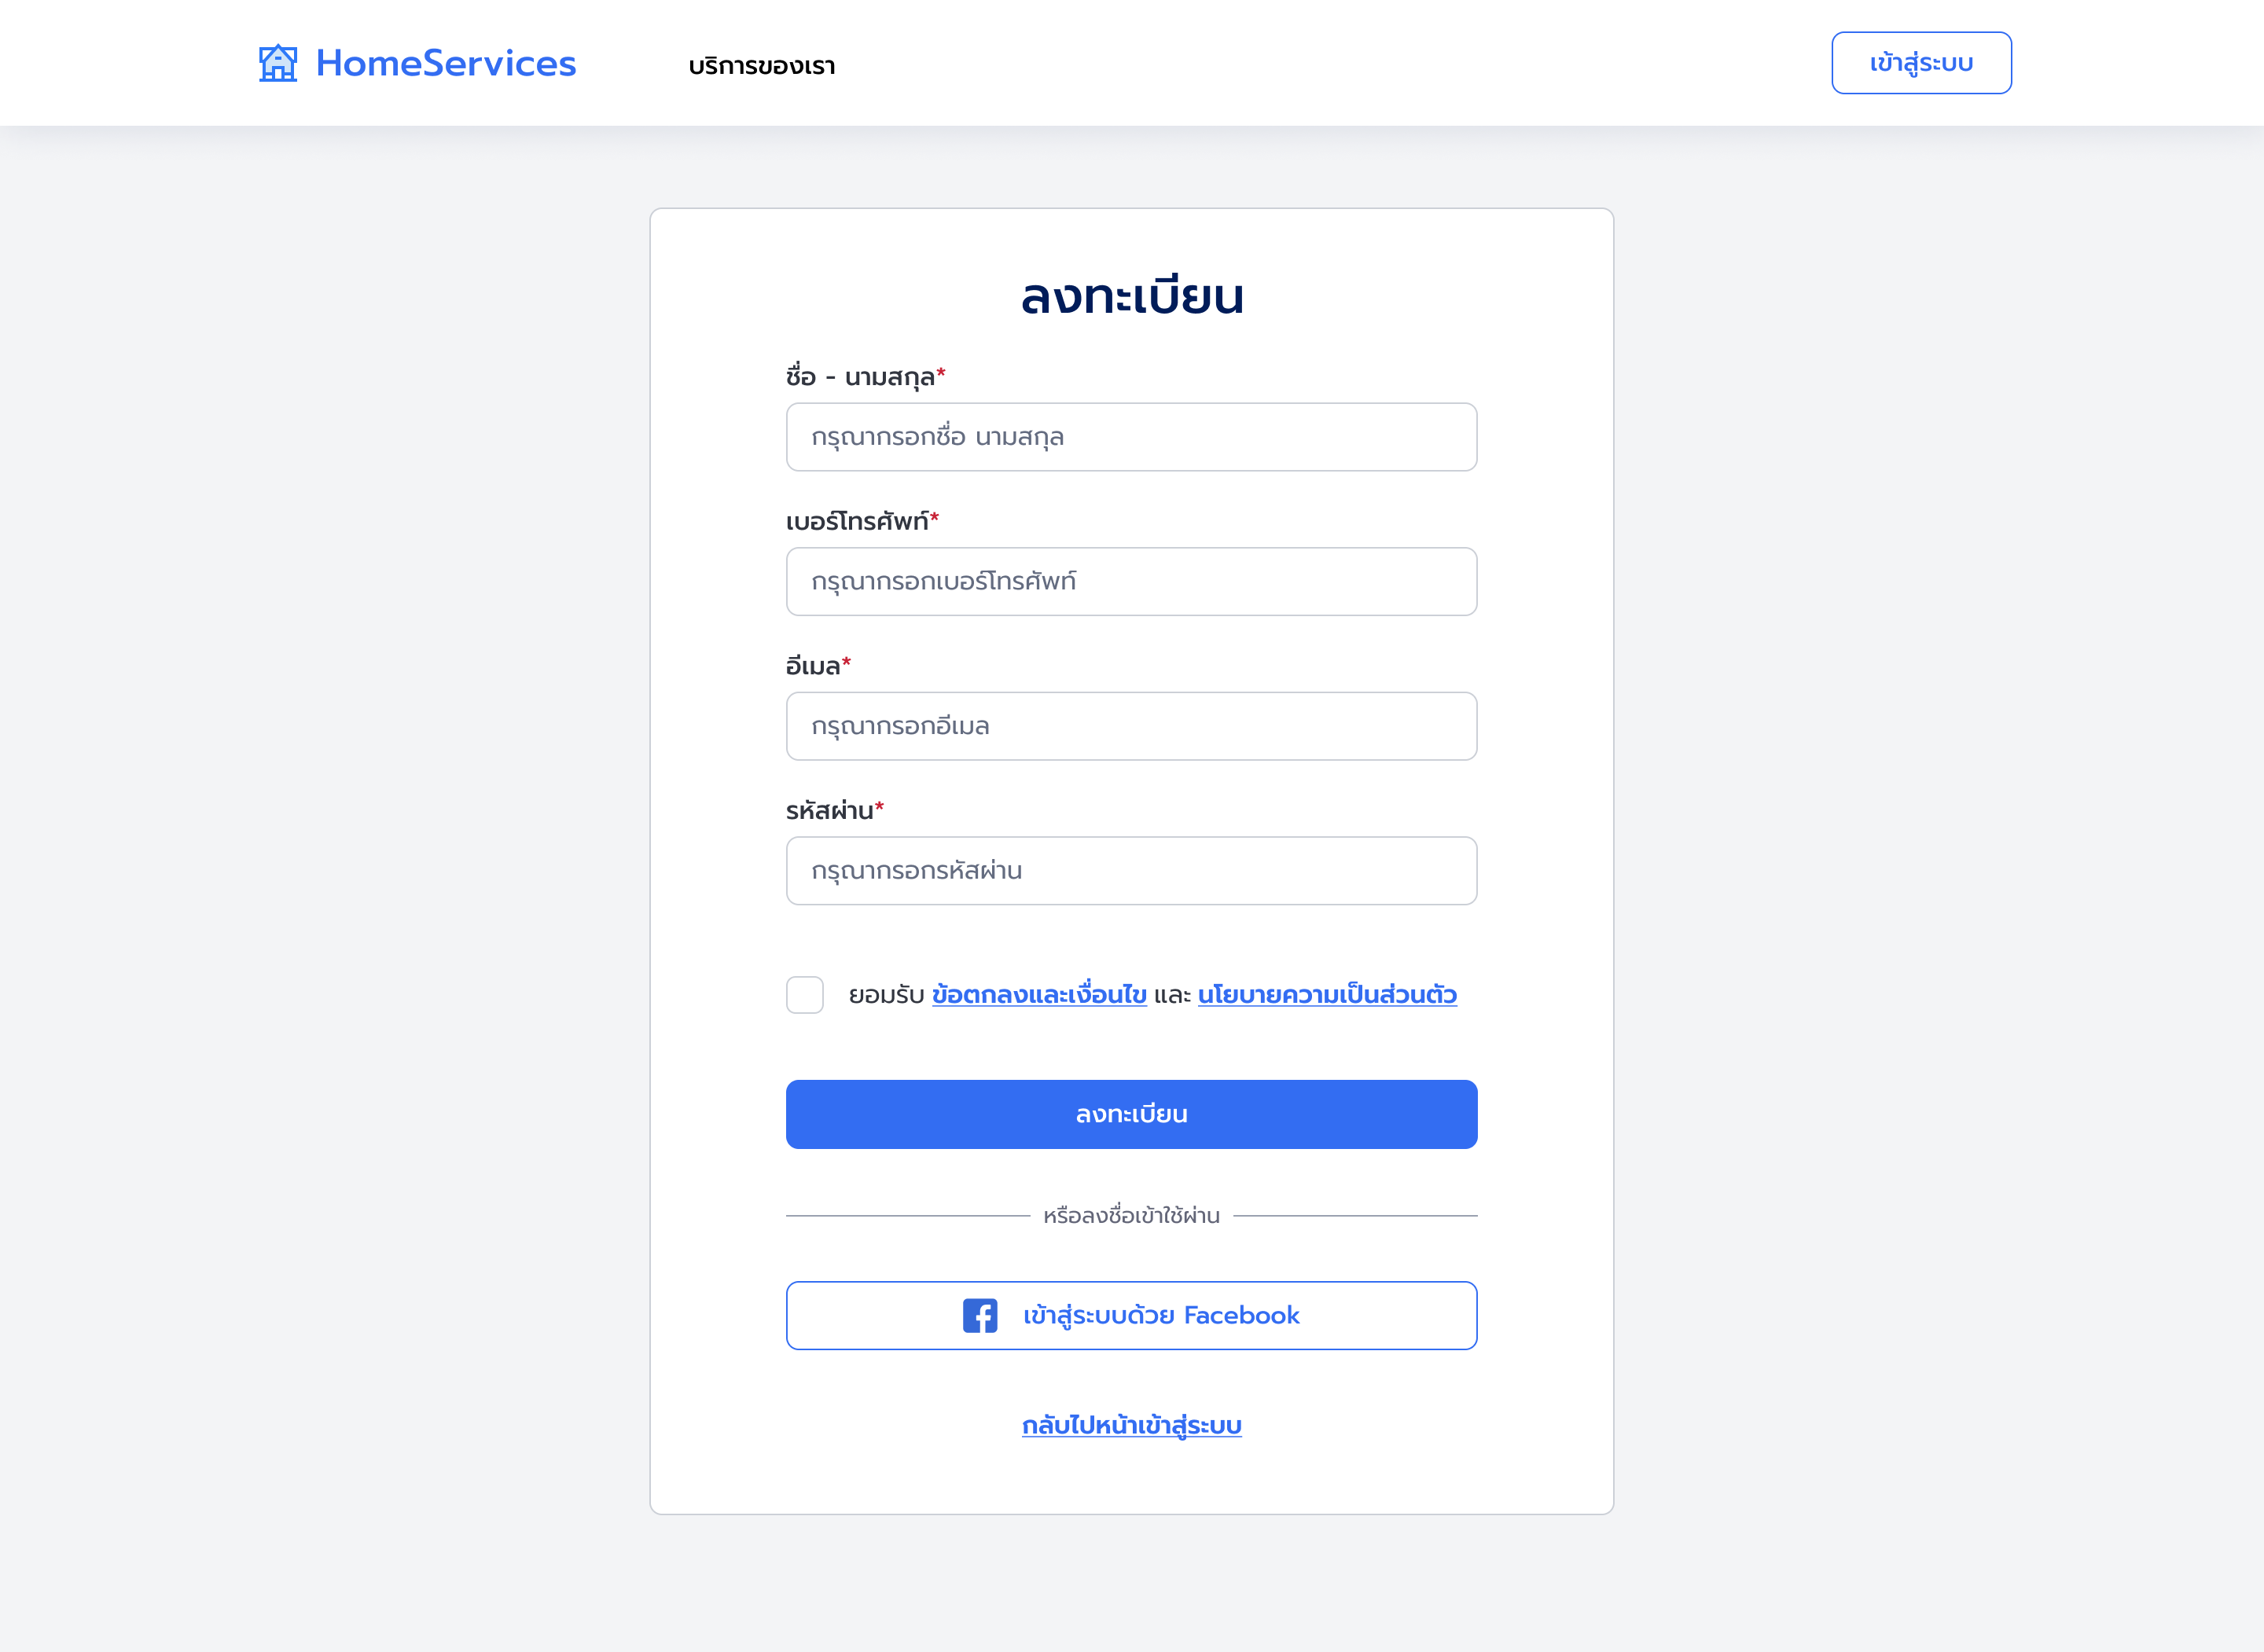 HomeServices
บริการของเรา
เข้าสู่ระบบ
ลงทะเบียน
ชื่อ - นามสกุล*
กรุณากรอกชื่อ นามสกุล
เบอร์โทรศัพท์*
กรุณากรอกเบอร์โทรศัพท์
อีเมล*
กรุณากรอกอีเมล
รหัสผ่าน*
กรุณากรอกรหัสผ่าน
ยอมรับ ข้อตกลงและเงื่อนไข และ นโยบายความเป็นส่วนตัว
ลงทะเบียน
หรือลงชื่อเข้าใช้ผ่าน
เข้าสู่ระบบด้วย Facebook
กลับไปหน้าเข้าสู่ระบบ